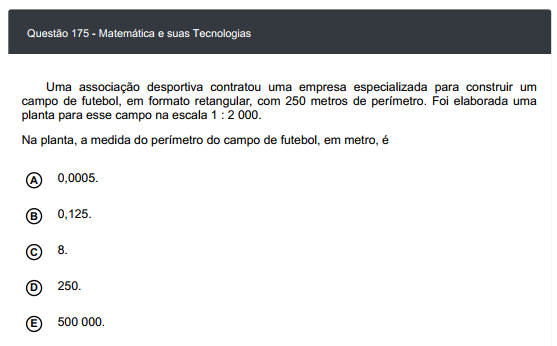 Questão 175 - Matemática e suas Tecnologias
Uma associação desportiva contratou uma empresa especializada para construir um
campo de futebol, em formato retangular, com 250 metros de perímetro. Foi elaborada uma
planta para esse campo na escala 1 : 2 000.
Na planta, a medida do perímetro do campo de futebol, em metro, é
A 0,0005.
B 0,125.
C 8.
D 250.
E 500 000.